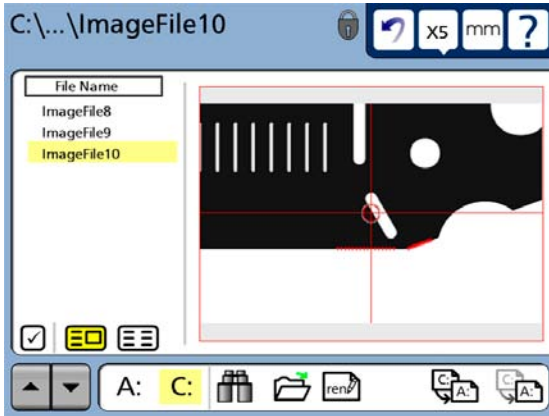 C:\...\ImageFile10
X5
mm
?
File Name
ImageFile8
ImageFile9
ImageFile10
A:
C:
ren
C:
A:
C:
A: